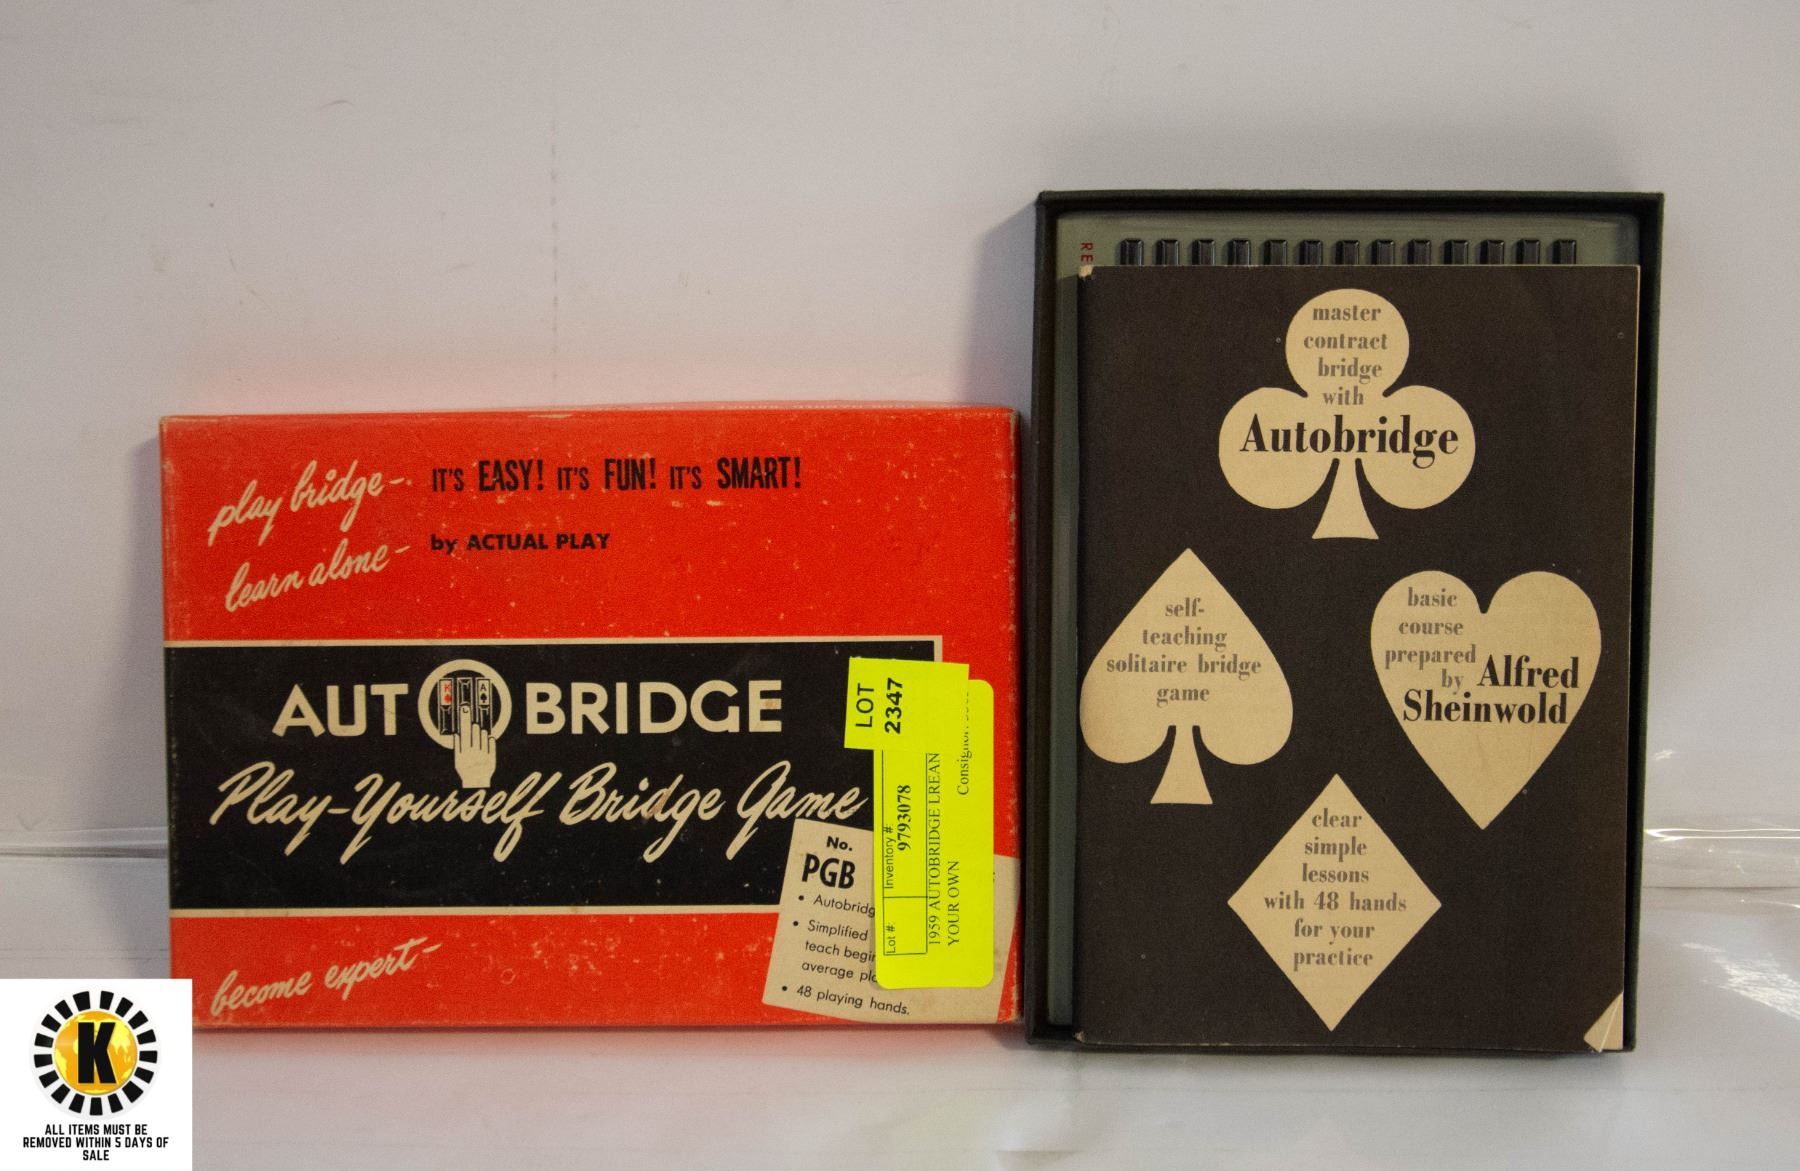 play bridge-
IT'S EASY! IT'S FUN! IT'S SMART!
learn alone-
by ACTUAL PLAY
AUTOBRIDGE
Play-Yourself Bridge Game
become expert-
No.
PGB
• Autobridg
• Simplified
teach begin
average pla
• 48 playing hands.
LOT
2347
Lot #: Inventory #:
9793078
1959 AUTOBRIDGE LREAN
YOUR OWN
Consignor:
RE
master
contract
bridge
with
Autobridge
self-
teaching
solitaire bridge
game
basic
course
prepared
by Alfred
Sheinwold
clear
simple
lessons
with 48 hands
for your
practice
K
ALL ITEMS MUST BE
REMOVED WITHIN 5 DAYS OF
SALE